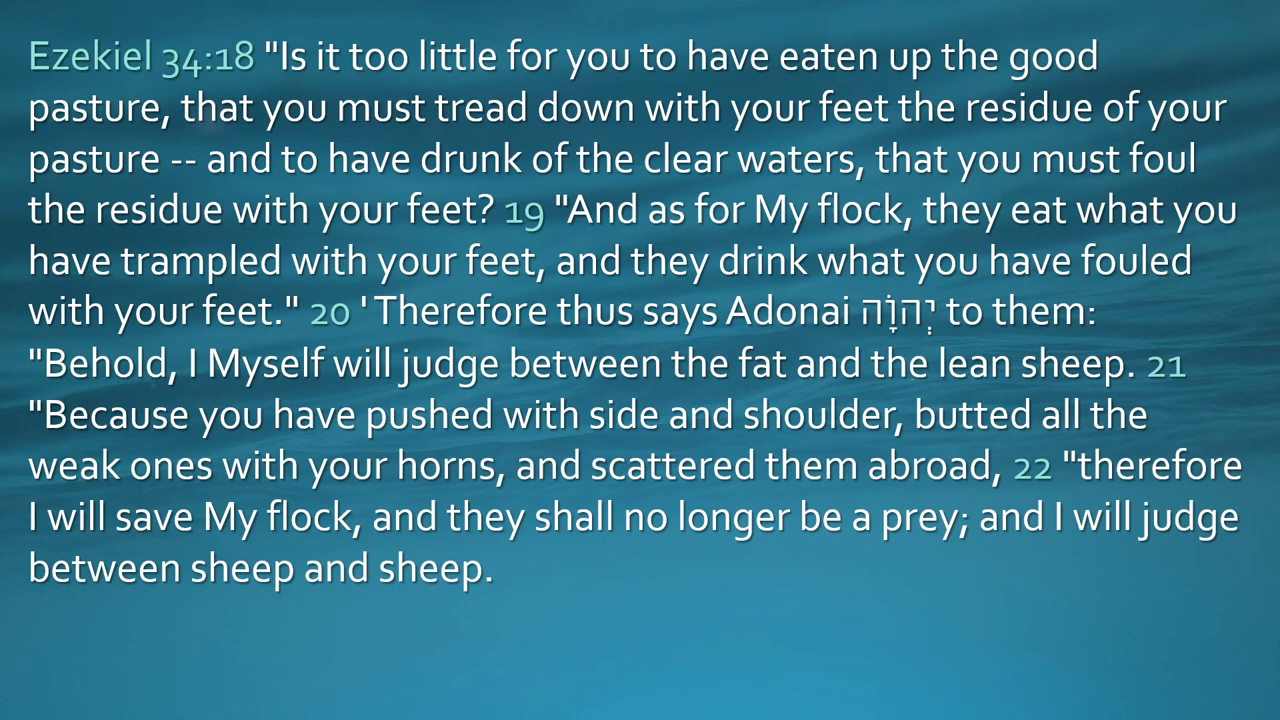 Ezekiel 34:18 "Is it too little for you to have eaten up the good
pasture, that you must tread down with your feet the residue of your
pasture -- and to have drunk of the clear waters, that you must foul
the residue with your feet? 19 "And as for My flock, they eat what you
have trampled with your feet, and they drink what you have fouled
with your feet." 20 ' Therefore thus says Adonai יְהוָֹה to them:
"Behold, I Myself will judge between the fat and the lean sheep. 21
"Because you have pushed with side and shoulder, butted all the
weak ones with your horns, and scattered them abroad, 22 "therefore
I will save My flock, and they shall no longer be a prey; and I will judge
between sheep and sheep.